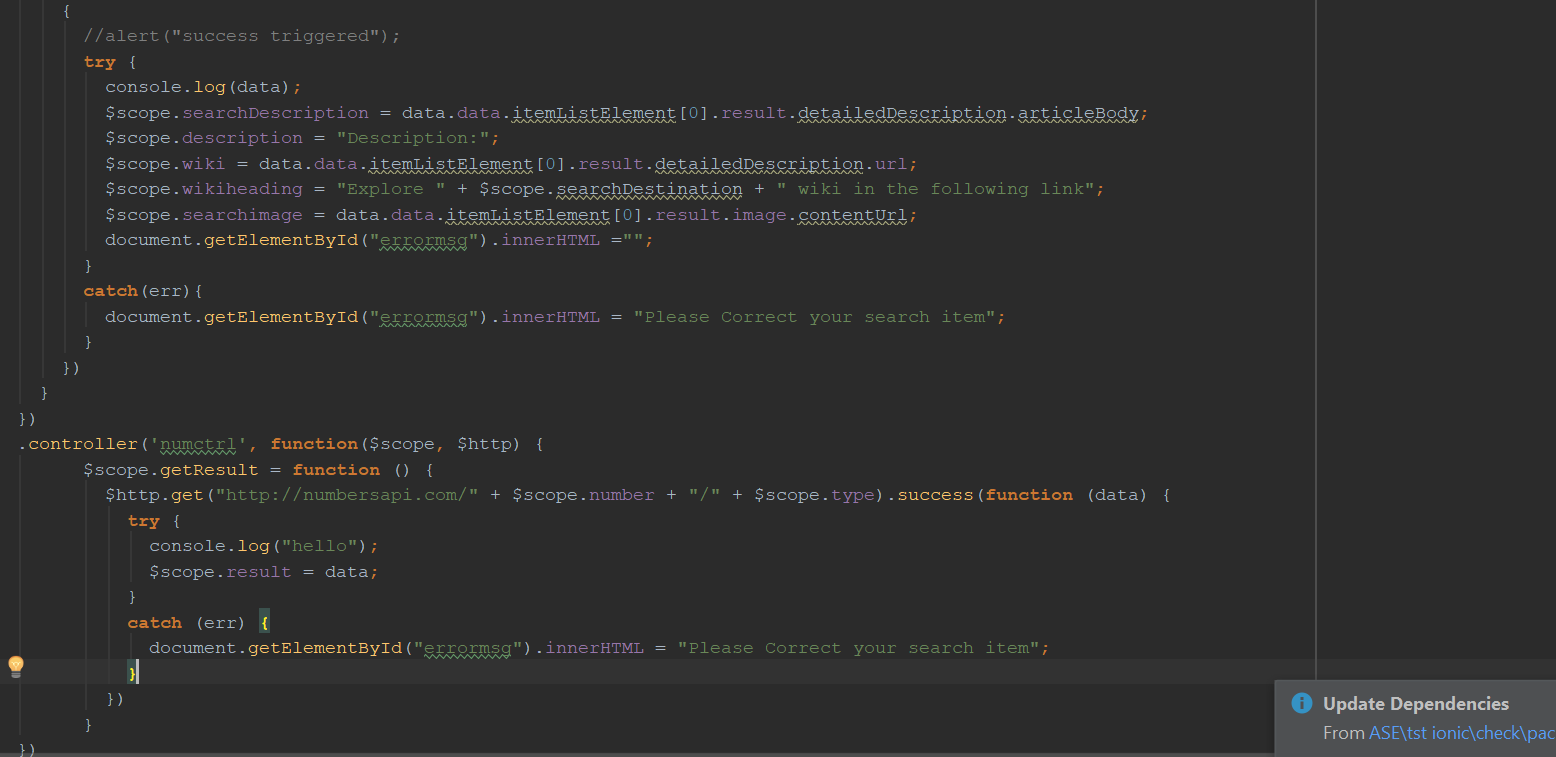 {
//alert("success triggered");
try {
console.log(data);
$scope.searchDescription = data.data.itemListElement[0].result.detailedDescription.articleBody;
$scope.description = "Description:";
$scope.wiki = data.data.itemListElement[0].result.detailedDescription.url;
$scope.wikiheading = "Explore " + $scope.searchDestination + " wiki in the following link";
$scope.searchimage = data.data.itemListElement[0].result.image.contentUrl;
document.getElementById("errormsg").innerHTML ="";
}
catch(err){
document.getElementById("errormsg").innerHTML = "Please Correct your search item";
}
})
}
})
.controller('numctrl', function($scope, $http) {
$scope.getResult = function () {
$http.get("http://numbersapi.com/" + $scope.number + "/" + $scope.type).success(function (data) {
try {
console.log("hello");
$scope.result = data;
}
catch (err) {
document.getElementById("errormsg").innerHTML = "Please Correct your search item";
}
})
}
})
Update Dependencies
From ASE\tst ionic\check\pac